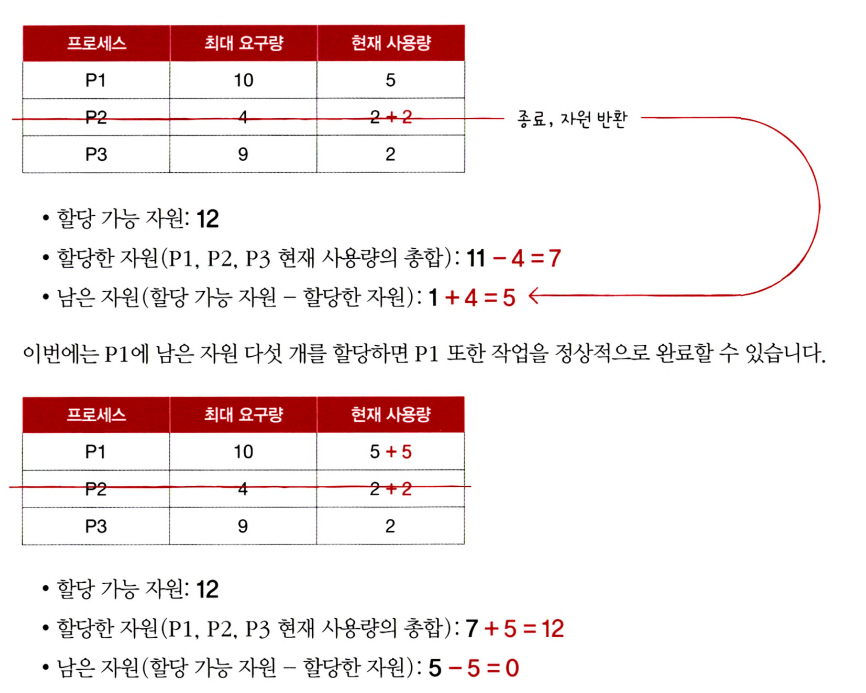 프로세스 최대 요구량 현재 사용량
P1 10 5
P2 4 2 + 2 종료, 자원 반환
P3 9 2
• 할당 가능 자원: 12
• 할당한 자원(P1, P2, P3 현재 사용량의 총합): 11 − 4 = 7
• 남은 자원(할당 가능 자원 – 할당한 자원): 1 + 4 = 5
이번에는 P1에 남은 자원 다섯 개를 할당하면 P1 또한 작업을 정상적으로 완료할 수 있습니다.
프로세스 최대 요구량 현재 사용량
P1 10 5 + 5
P2 4 2 + 2
P3 9 2
• 할당 가능 자원: 12
• 할당한 자원(P1, P2, P3 현재 사용량의 총합): 7 + 5 = 12
• 남은 자원(할당 가능 자원 – 할당한 자원): 5 − 5 = 0